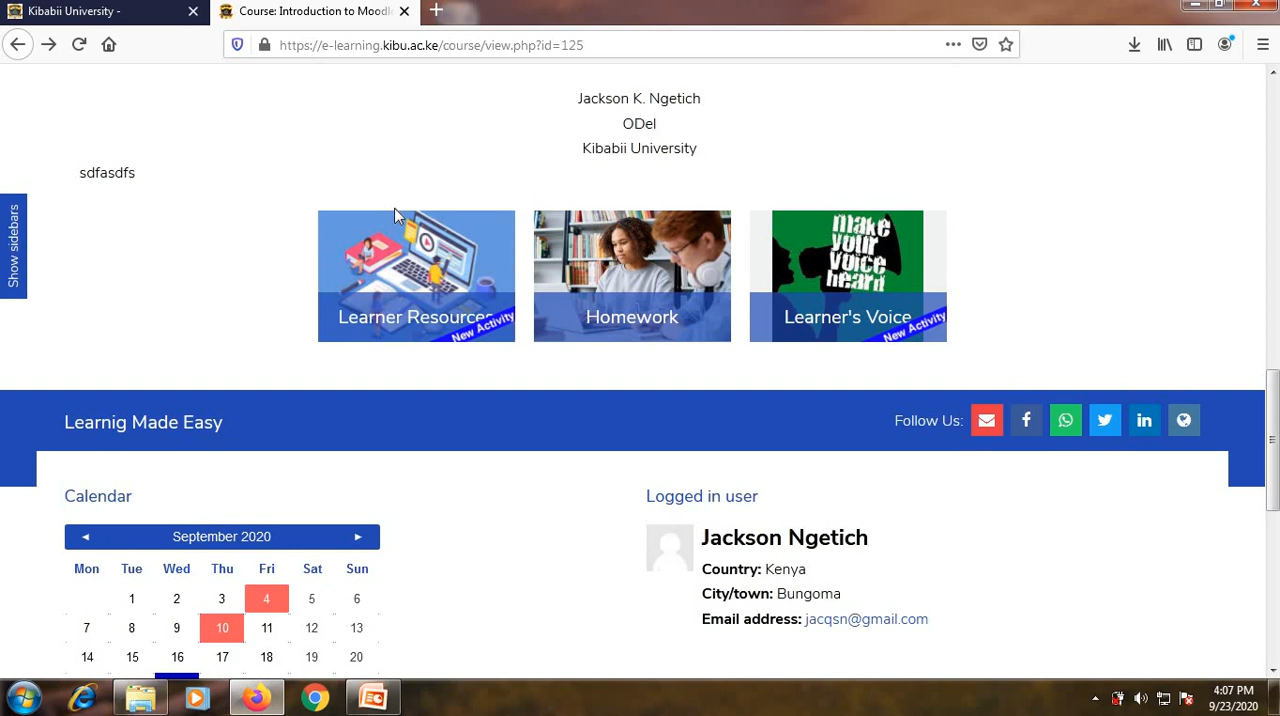 Kibabii University -
Course: Introduction to Moodl
https://e-learning.kibu.ac.ke/course/view.php?id=125
Jackson K. Ngetich
ODel
Kibabii University
sdfasdfs
Show sidebars
Learner Resources
New Activity
Homework
make
your
voice
heard
Learner's Voice
New Activity
Learnig Made Easy
Follow Us:
Calendar
◄ September 2020 ►
Mon Tue Wed Thu Fri Sat Sun
1 2 3 4 5 6
7 8 9 10 11 12 13
14 15 16 17 18 19 20
Logged in user
Jackson Ngetich
Country: Kenya
City/town: Bungoma
Email address: jacqsn@gmail.com
4:07 PM
9/23/2020